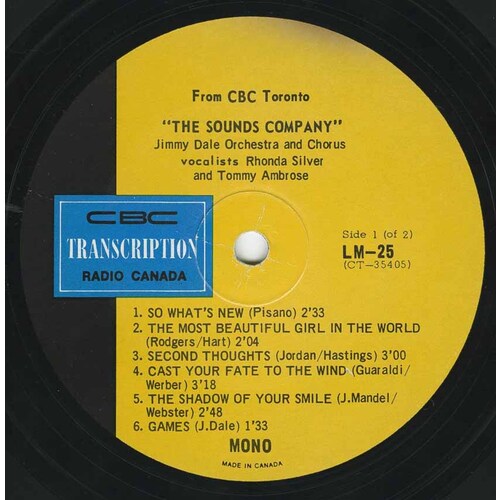 From CBC Toronto
"THE SOUNDS COMPANY"
Jimmy Dale Orchestra and Chorus
vocalists Rhonda Silver
and Tommy Ambrose
CBC
TRANSCRIPTION
RADIO CANADA
Side 1 (of 2)
LM-25
(CT-35405)
1. SO WHAT'S NEW (Pisano) 2'33
2. THE MOST BEAUTIFUL GIRL IN THE WORLD
(Rodgers/Hart) 2'04
3. SECOND THOUGHTS (Jordan/Hastings) 3'00
4. CAST YOUR FATE TO THE WIND (Guaraldi/
Werber) 3'18
5. THE SHADOW OF YOUR SMILE (J.Mandel/
Webster) 2'48
6. GAMES (J.Dale) 1'33
MONO
MADE IN CANADA